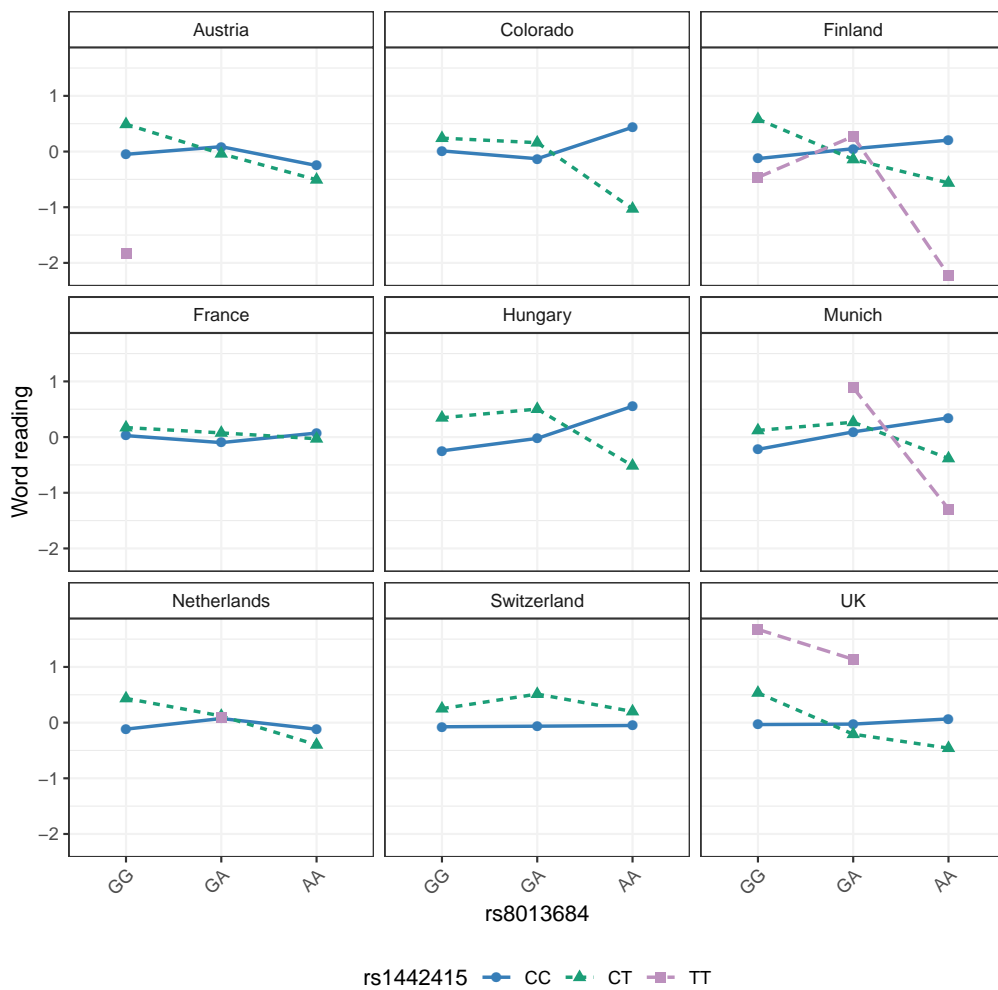 Austria
Colorado
Finland
1
0
−1
−2
France
Hungary
Munich
1
0
−1
−2
Word reading
Netherlands
Switzerland
UK
1
0
−1
−2
GG GA AA GG GA AA GG GA AA
rs8013684
rs1442415 CC CT TT